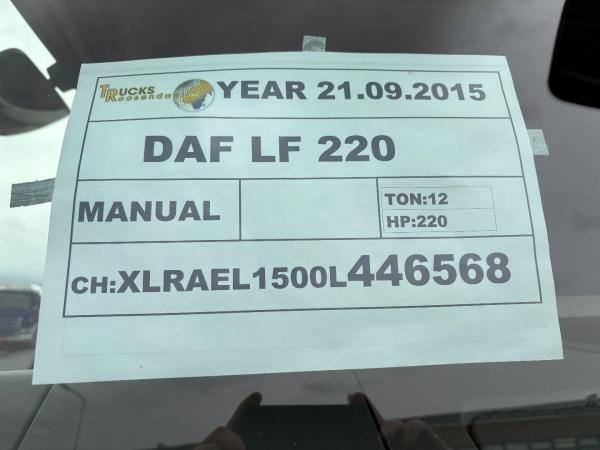 TRUCKS Roosendaal YEAR 21.09.2015
DAF LF 220
MANUAL
TON:12
HP:220
CH:XLRAEL1500L446568